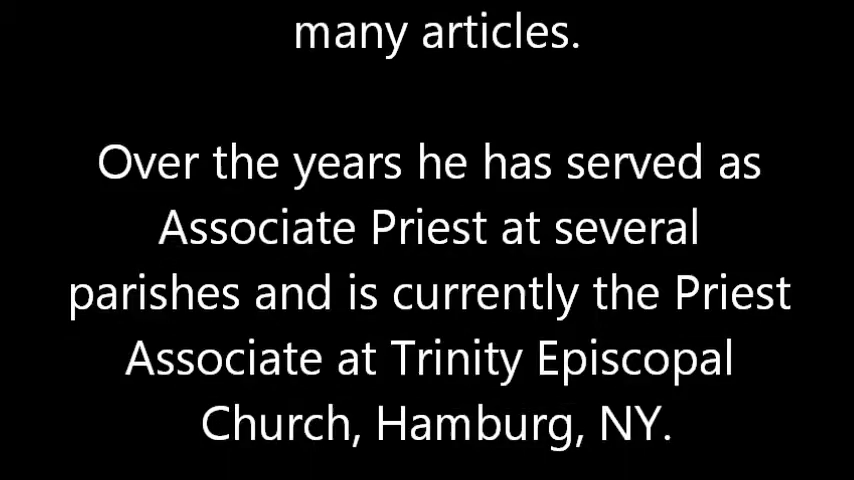 many articles.
Over the years he has served as
Associate Priest at several
parishes and is currently the Priest
Associate at Trinity Episcopal
Church, Hamburg, NY.